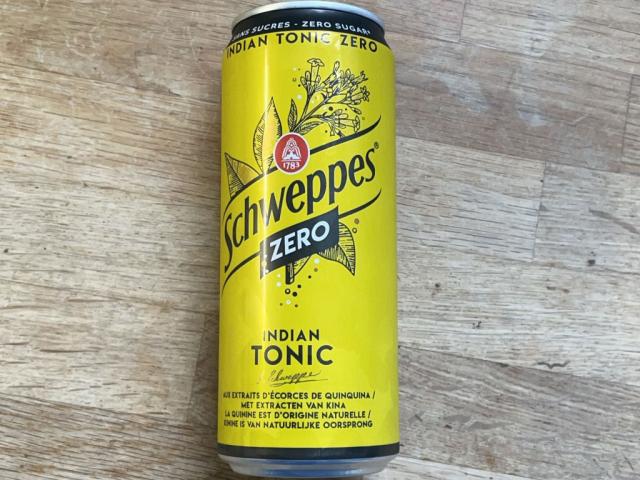 SANS SUCRES - ZERO SUGAR*
INDIAN TONIC ZERO
1783
Schweppes®
ZERO
INDIAN
TONIC
J. Schweppe
AUX EXTRAITS D'ÉCORCES DE QUINQUINA /
MET EXTRACTEN VAN KINA
LA QUININE EST D'ORIGINE NATURELLE /
KININE IS VAN NATUURLIJKE OORSPRONG